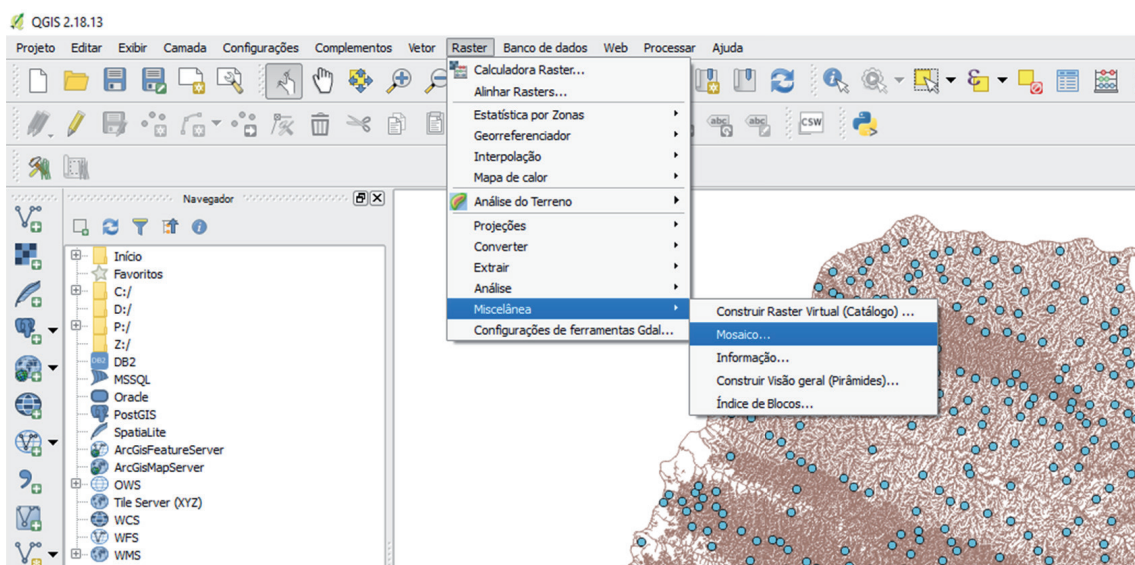 QGIS 2.18.13
Projeto Editar Exibir Camada Configurações Complementos Vetor Raster Banco de dados Web Processar Ajuda
Calculadora Raster...
Alinhar Rasters...
Estatística por Zonas
Georreferenciador
Interpolação
Mapa de calor
Análise do Terreno
Projeções
Converter
Extrair
Análise
Miscelânea
Configurações de ferramentas Gdal...
Construir Raster Virtual (Catálogo) ...
Mosaico...
Informação...
Construir Visão geral (Pirâmides)...
Índice de Blocos...
abc abc CSW
Navegador
Início
Favoritos
C:/
D:/
P:/
Z:/
DB2 DB2
MSSQL
Oracle
PostGIS
SpatiaLite
ArcGisFeatureServer
ArcGisMapServer
OWS
Tile Server (XYZ)
WCS
WFS
WMS